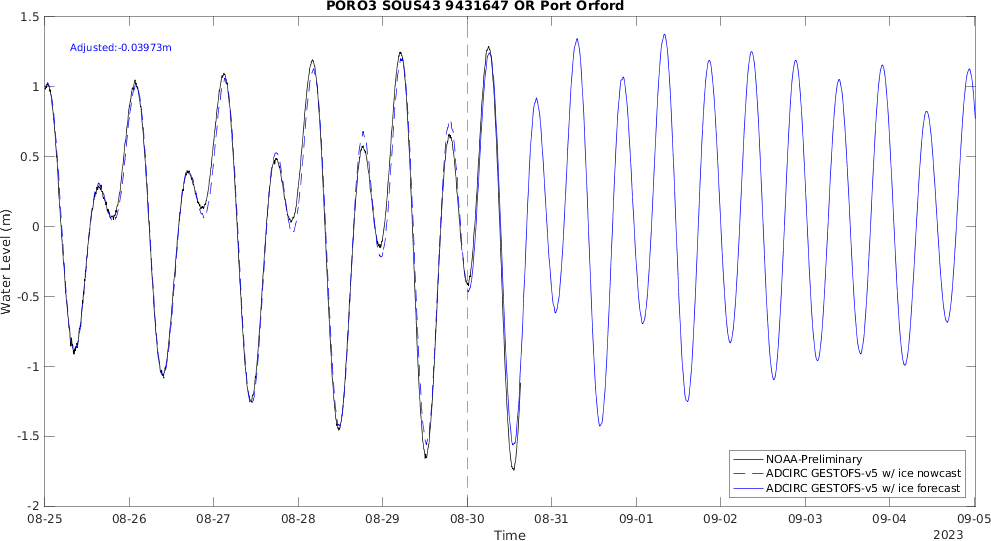 PORO3 SOUS43 9431647 OR Port Orford
Adjusted:-0.03973m
Water Level (m)
1.5
1
0.5
0
-0.5
-1
-1.5
-2
NOAA-Preliminary
ADCIRC GESTOFS-v5 w/ ice nowcast
ADCIRC GESTOFS-v5 w/ ice forecast
08-25 08-26 08-27 08-28 08-29 08-30 08-31 09-01 09-02 09-03 09-04 09-05
Time
2023